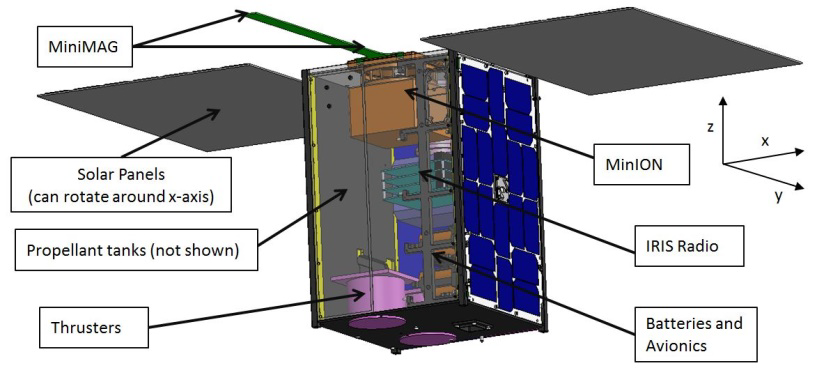 MiniMAG
Solar Panels
(can rotate around x-axis)
Propellant tanks (not shown)
Thrusters
MinION
IRIS Radio
Batteries and
Avionics
z
x
y